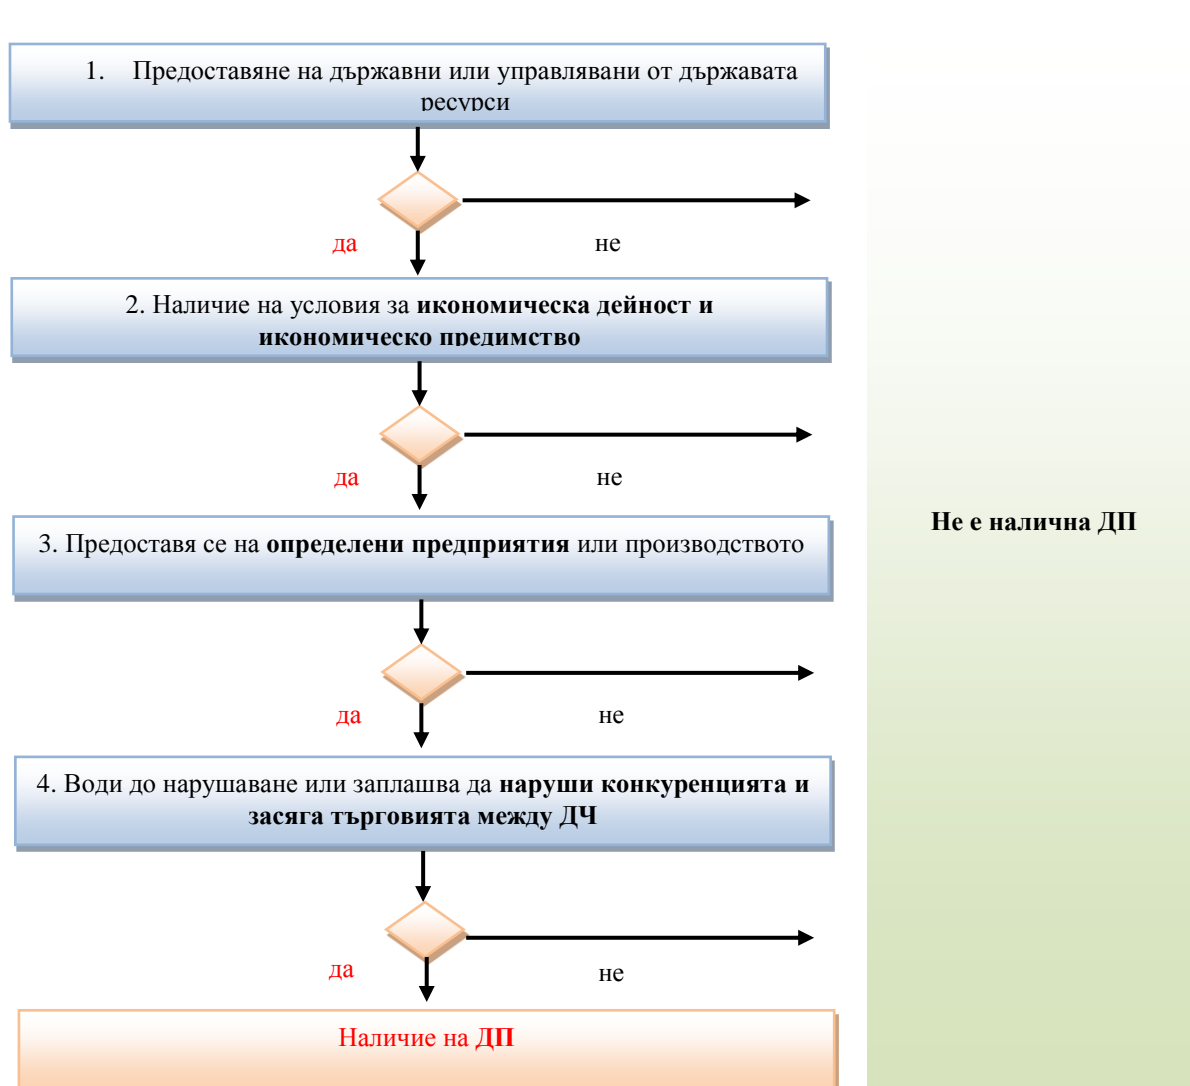 1. Предоставяне на държавни или управлявани от държавата
ресурси
да
не
2. Наличие на условия за икономическа дейност и
икономическо предимство
да
не
3. Предоставя се на определени предприятия или производството
да
не
4. Води до нарушаване или заплашва да наруши конкуренцията и
засяга търговията между ДЧ
да
не
Наличие на ДП
Не е налична ДП